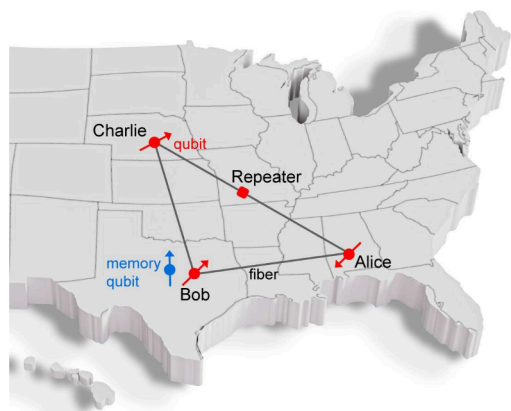 Charlie
qubit
Repeater
memory
qubit
Bob
fiber
Alice